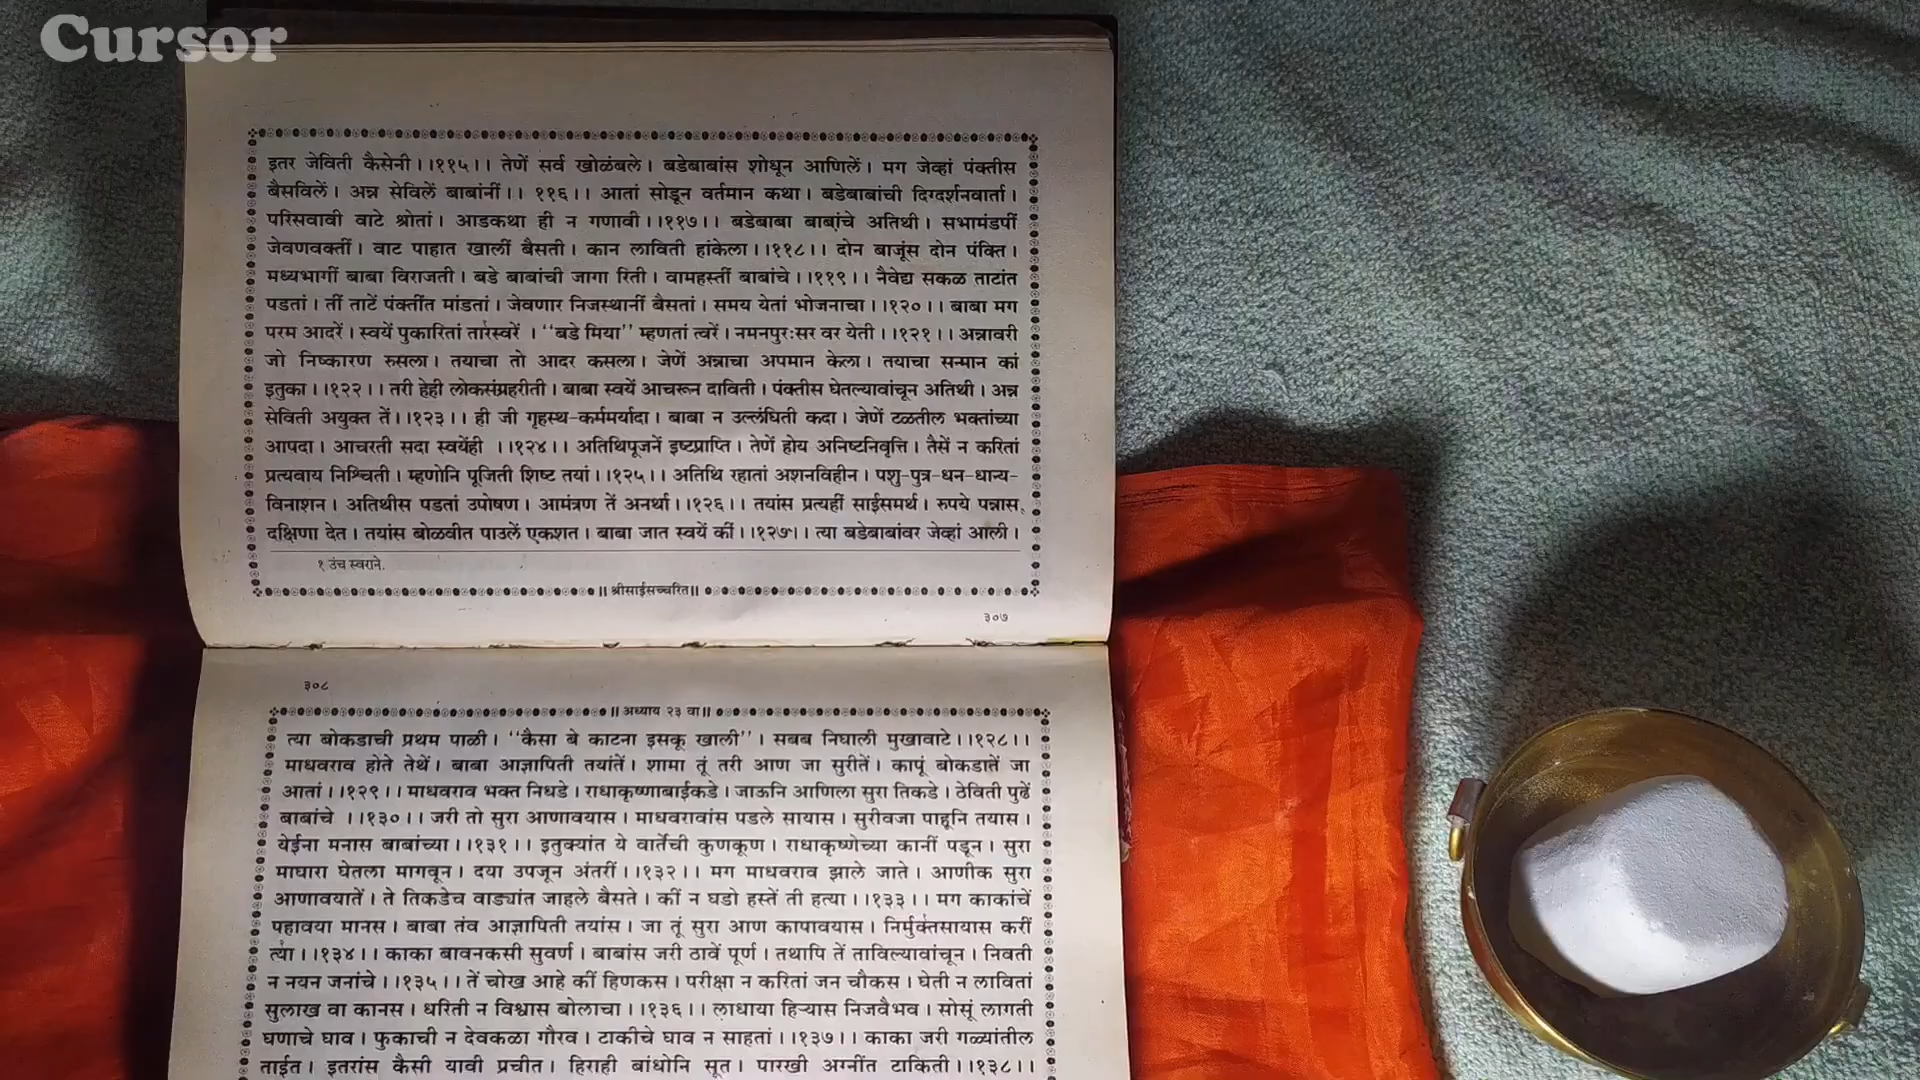 Cursor
इतर जेविती कैसेनी ।।११५।। तेणें सर्व खोळंबले । बडेबाबांस शोधून आणिलें । मग जेव्हां पंक्तीस
बैसविलें । अन्न सेविलें बाबांनीं ।। ११६।। आतां सोडून वर्तमान कथा । बडेबाबांची दिग्दर्शनवार्ता ।
परिसवावी वाटे श्रोतां । आडकथा ही न गणावी ।।११७।। बडेबाबा बाबांचे अतिथी । सभामंडपीं
जेवणवक्तीं । वाट पाहात खालीं बैसती । कान लाविती हांकेला ।।११८।। दोन बाजूंस दोन पंक्ति ।
मध्यभागीं बाबा विराजती । बडे बाबांची जागा रिती । वामहस्तीं बाबांचे ।।११९।। नैवेद्य सकळ ताटांत
पडतां । तीं ताटें पंक्तींत मांडतां । जेवणार निजस्थानीं बैसतां । समय येतां भोजनाचा ।।१२०।। बाबा मग
परम आदरें । स्वयें पुकारितां तारस्वरें१ । ‘‘बडे मिया’’ म्हणतां त्वरें । नमनपुरःसर वर येती ।।१२१।। अन्नावरी
जो निष्कारण रुसला । तयाचा तो आदर कसला । जेणें अन्नाचा अपमान केला । तयाचा सन्मान कां
इतुका ।।१२२।। तरी हेही लोकसंग्रहरीती । बाबा स्वयें आचरून दाविती । पंक्तीस घेतल्यावांचून अतिथी । अन्न
सेविती अयुक्त तें ।।१२३।। ही जी गृहस्थ-कर्ममर्यादा । बाबा न उल्लंघिती कदा । जेणें टळतील भक्तांच्या
आपदा । आचरती सदा स्वयेंही ।।१२४।। अतिथिपूजनें इष्टप्राप्ति । तेणें होय अनिष्टनिवृत्ति । तैसें न करितां
प्रत्यवाय निश्चिती । म्हणोनि पूजिती शिष्ट तयां ।।१२५।। अतिथि रहातां अशनविहीन । पशु-पुत्र-धन-धान्य-
विनाशन । अतिथीस पडतां उपोषण । आमंत्रण तें अनर्था ।।१२६।। तयांस प्रत्यहीं साईसमर्थ । रुपये पन्नास
दक्षिणा देत । तयांस बोळवीत पाउलें एकशत । बाबा जात स्वयें कीं ।।१२७।। त्या बडेबाबांवर जेव्हां आली ।
१ उंच स्वराने.
।। श्रीसाईसच्चरित।।
३०७
३०८
।। अध्याय २३ वा।।
त्या बोकडाची प्रथम पाळी । ‘‘कैसा बे काटना इसकू खाली’’ । सबब निघाली मुखावाटे ।।१२८।।
माधवराव होते तेथें । बाबा आज्ञापिती तयांतें । शामा तूं तरी आण जा सुरीतें । कापूं बोकडातें जा
आतां ।।१२९।। माधवराव भक्त निधडे । राधाकृष्णाबाईकडे । जाऊनि आणिला सुरा तिकडे । ठेविती पुढें
बाबांचे ।।१३०।। जरी तो सुरा आणावयास । माधवरावांस पडले सायास । सुरीवजा पाहूनि तयास ।
येईना मनास बाबांच्या ।।१३१।। इतुक्यांत ये वार्तेची कुणकूण । राधाकृष्णेच्या कानीं पडून । सुरा
माघारा घेतला मागवून । दया उपजून अंतरीं ।।१३२।। मग माधवराव झाले जाते । आणीक सुरा
आणावयातें । ते तिकडेच वाड्यांत जाहले बैसते । कीं न घडो हस्तें ती हत्या ।।१३३।। मग काकांचें
पहावया मानस । बाबा तंव आज्ञापिती तयांस । जा तूं सुरा आण कापावयास । निर्मुक्तसायास करीं
त्या ।।१३४।। काका बावनकसी सुवर्ण । बाबांस जरी ठावें पूर्ण । तथापि तें ताविल्यावांचून । निवती
न नयन जनांचे ।।१३५।। तें चोख आहे कीं हिणकस । परीक्षा न करितां जन चौकस । घेती न लावितां
सुलाख वा कानस । धरिती न विश्वास बोलाचा ।।१३६।। लाधाया हिऱ्यास निजवैभव । सोसूं लागती
घणाचे घाव । फुकाची न देवकळा गौरव । टाकीचे घाव न साहतां ।।१३७।। काका जरी गळ्यांतील
ताईत । इतरांस कैसी यावी प्रचीत । हिराही बांधोनि सूत । पारखी अग्नींत टाकिती ।।१३८।।